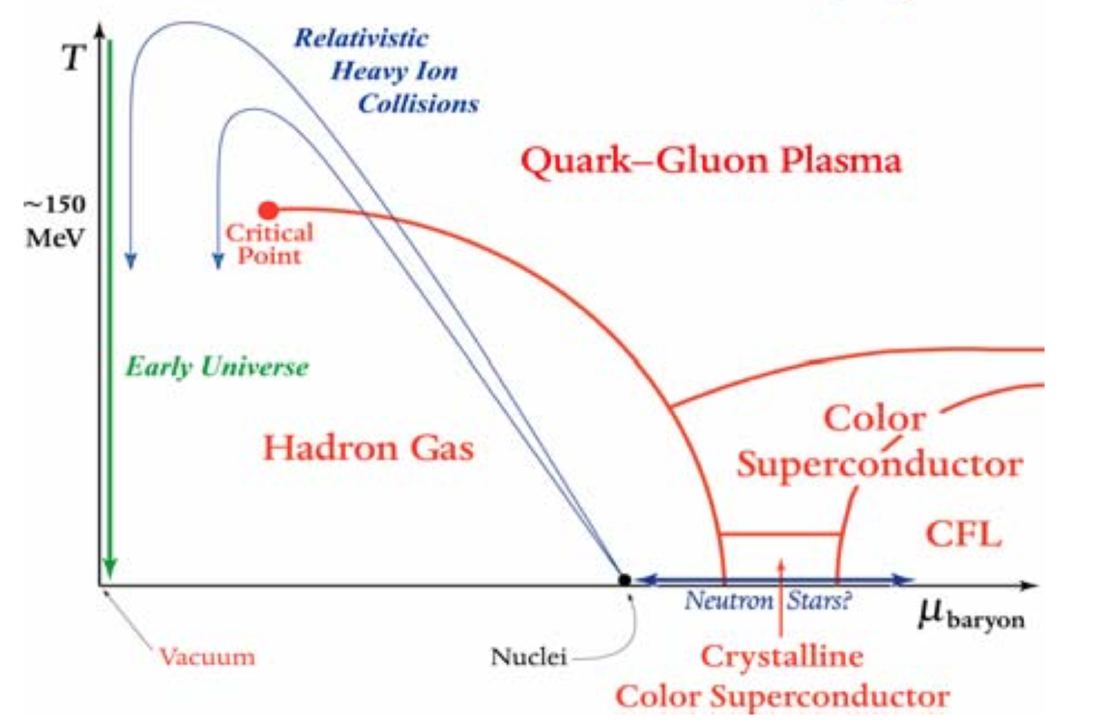 T
Relativistic
Heavy Ion
Collisions
Quark–Gluon Plasma
~150
MeV
Critical
Point
Early Universe
Hadron Gas
Color
Superconductor
CFL
Neutron Stars?
μ baryon
Vacuum
Nuclei
Crystalline
Color Superconductor